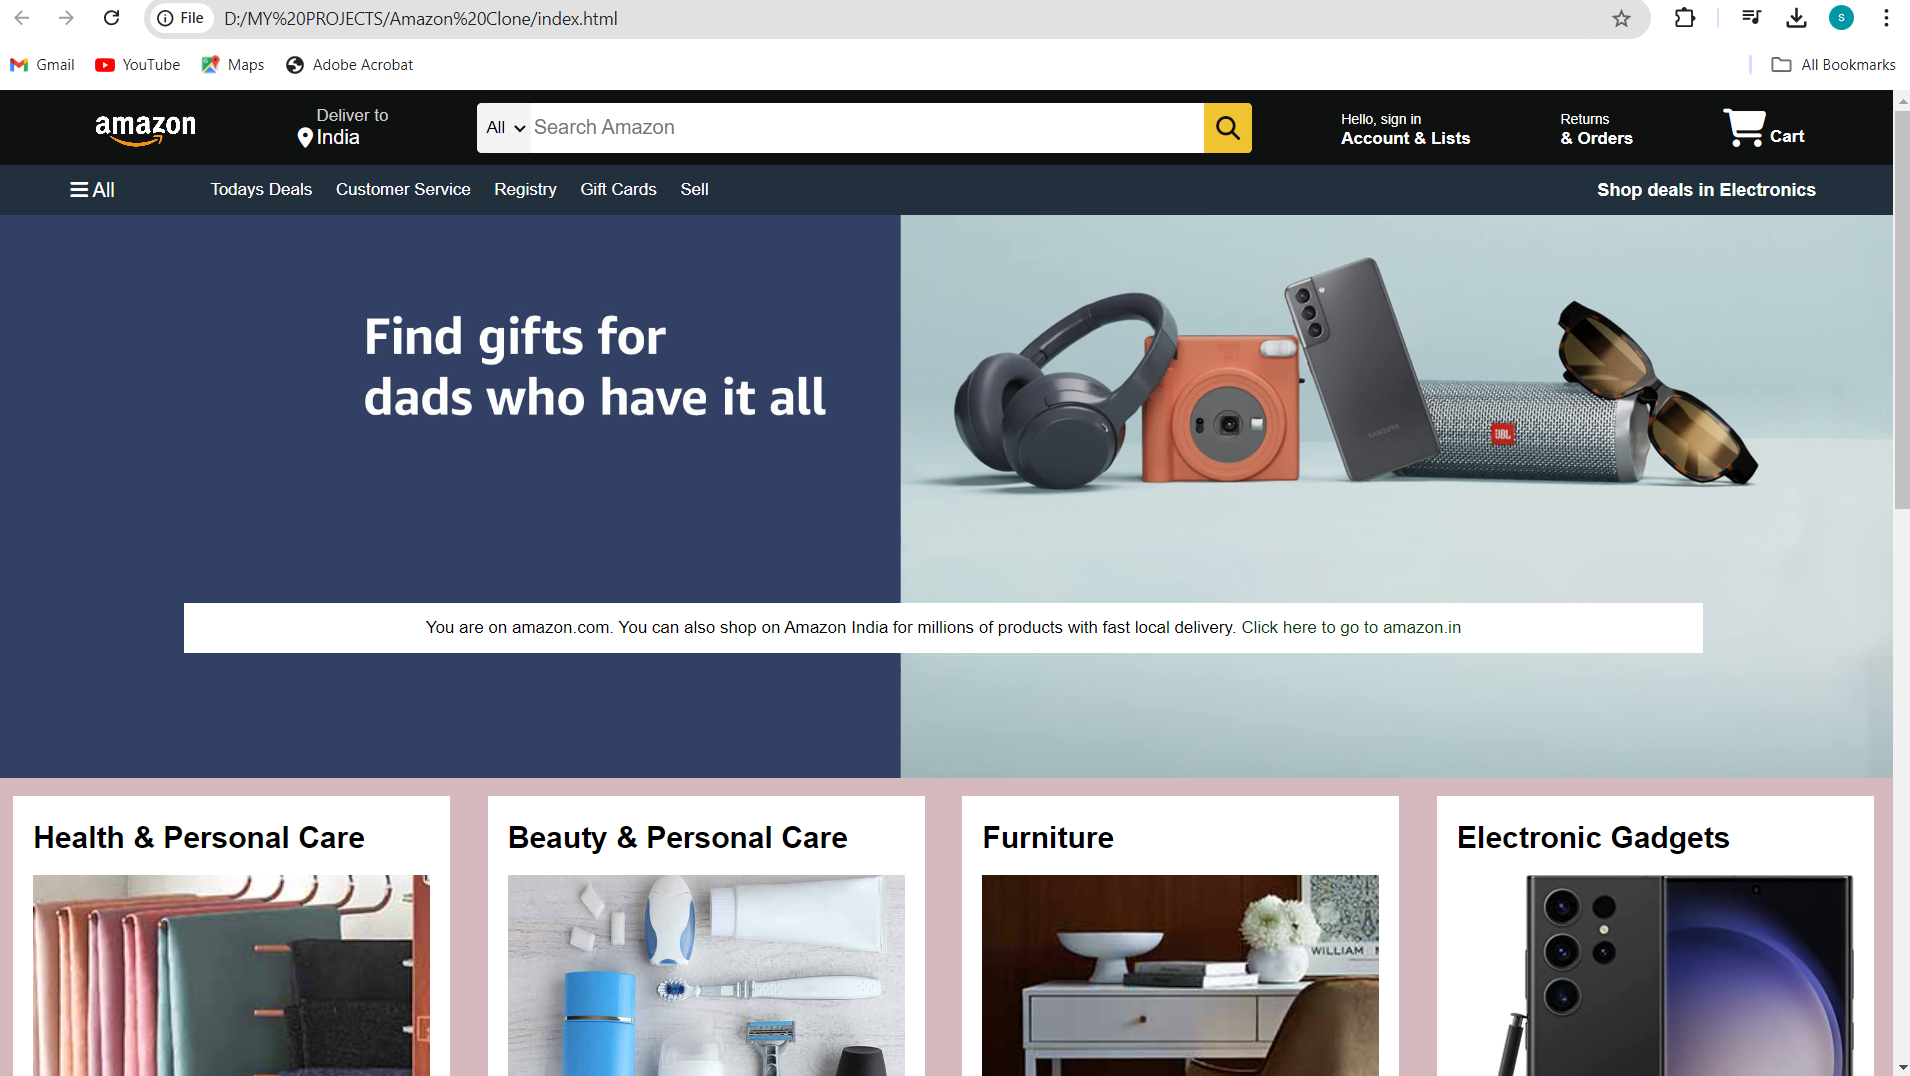 File D:/MY%20PROJECTS/Amazon%20Clone/index.html S
Gmail YouTube Maps Adobe Acrobat All Bookmarks
amazon
Deliver to
India
All Search Amazon
Hello, sign in
Account & Lists
Returns
& Orders
Cart
All Todays Deals Customer Service Registry Gift Cards Sell Shop deals in Electronics
Find gifts for
dads who have it all
SAMSUNG
JBL
You are on amazon.com. You can also shop on Amazon India for millions of products with fast local delivery. Click here to go to amazon.in
Health & Personal Care
Beauty & Personal Care
Furniture
Electronic Gadgets
WILLIAM